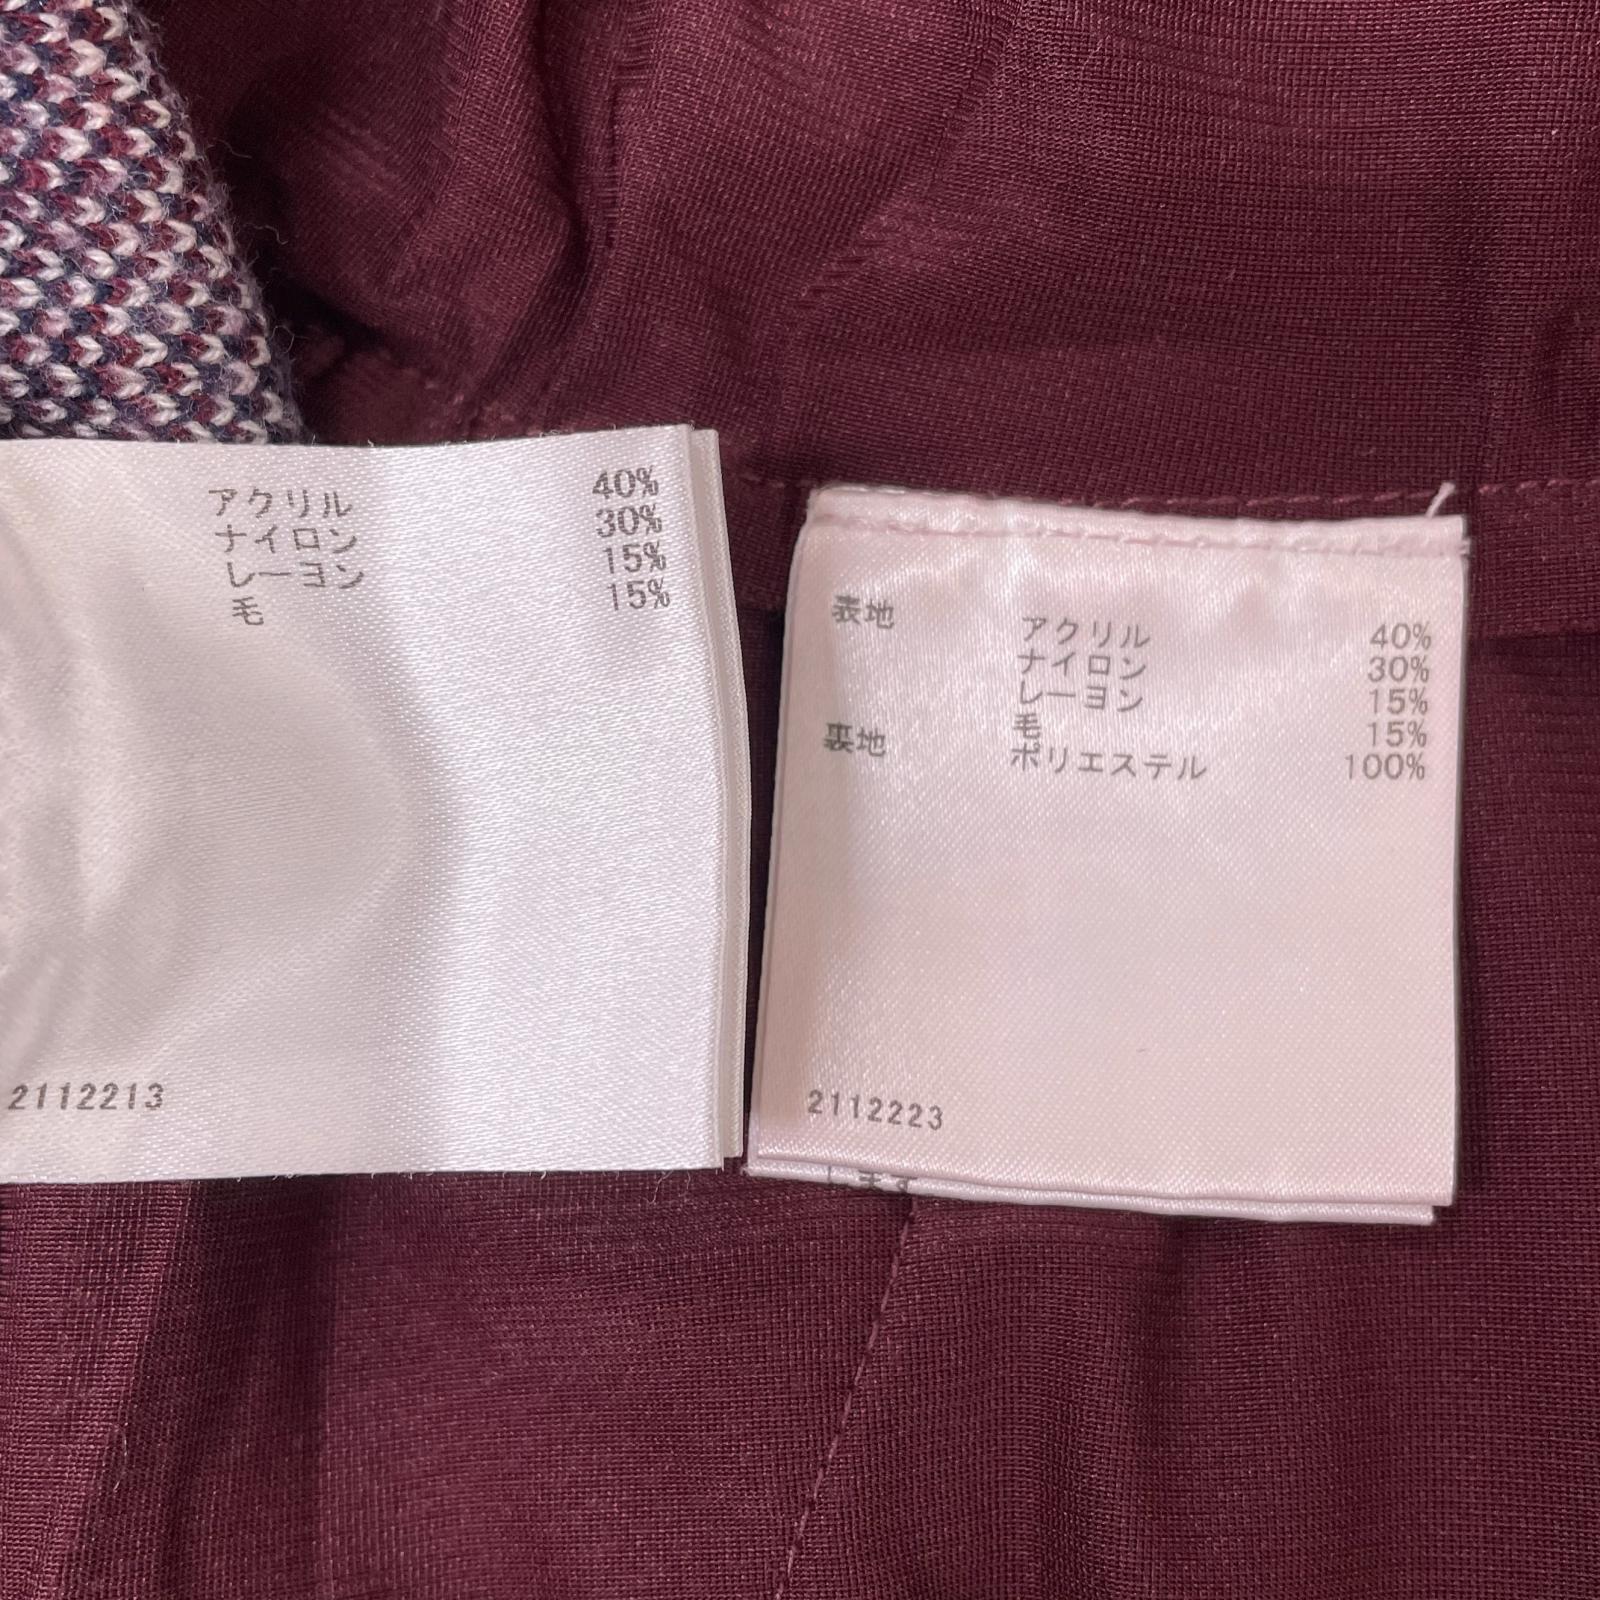 アクリル 40%
ナイロン 30%
レーヨン 15%
毛 15%
2112213
表地 アクリル 40%
ナイロン 30%
レーヨン 15%
毛 15%
裏地 ポリエステル 100%
2112223